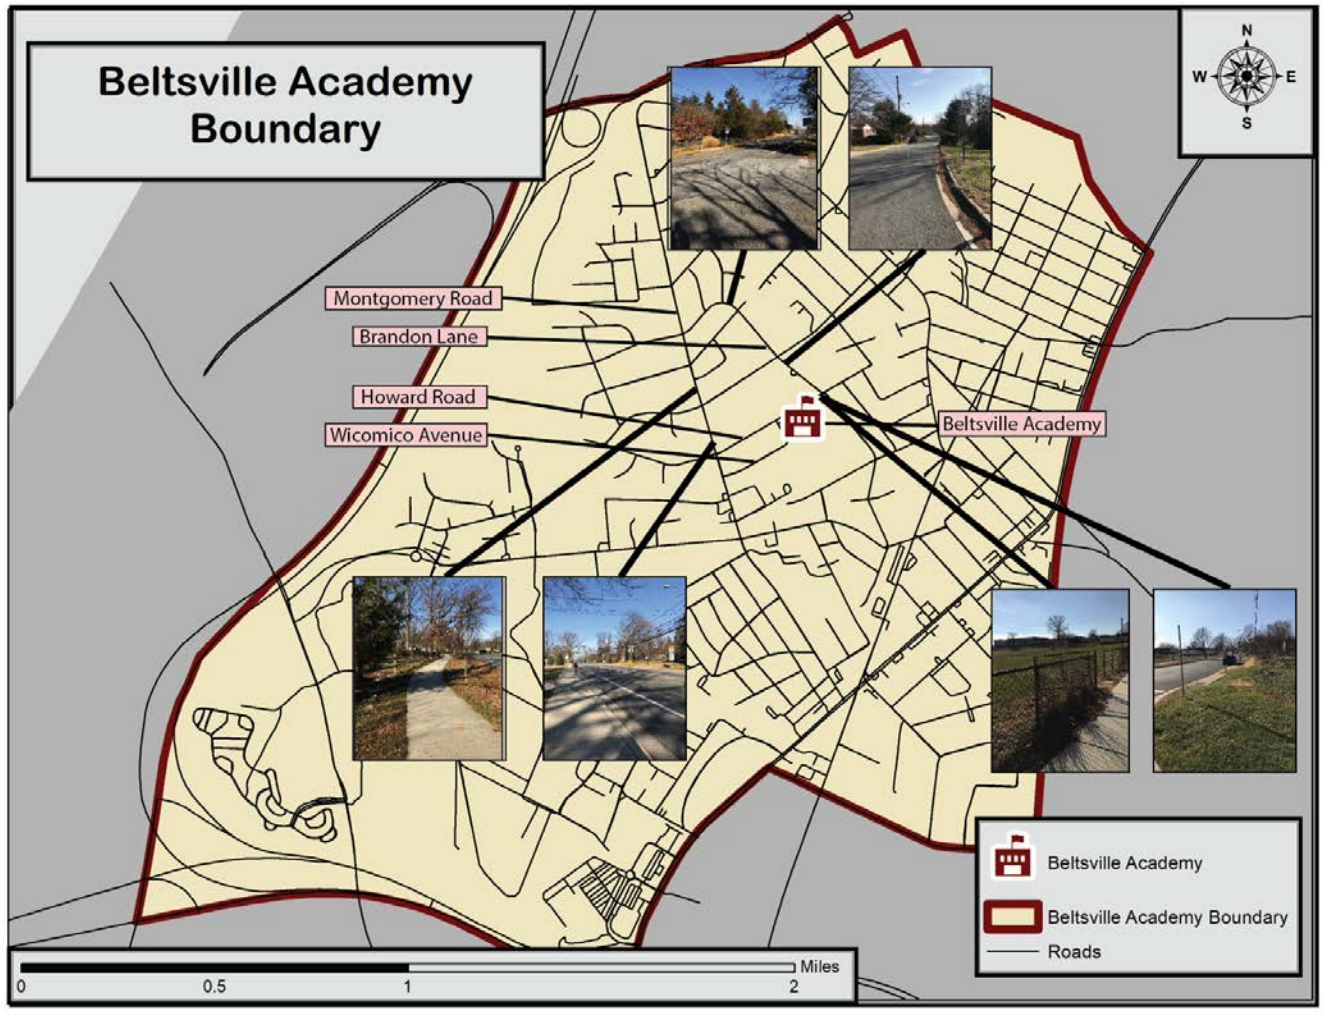 Beltsville Academy
Boundary
N
W E
S
Montgomery Road
Brandon Lane
Howard Road
Wicomico Avenue
Beltsville Academy
Beltsville Academy
Beltsville Academy Boundary
Roads
Miles
0 0.5 1 2